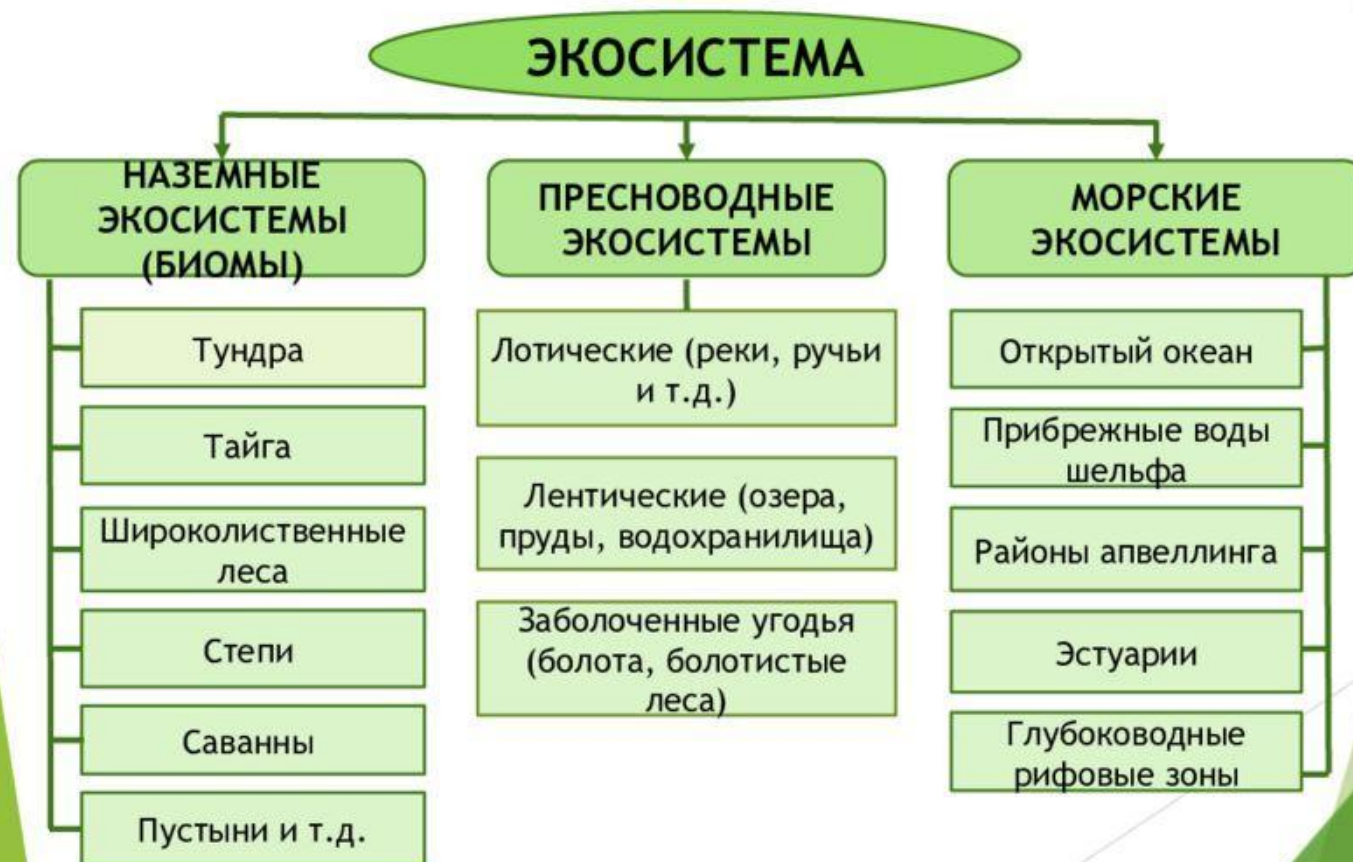 ЭКОСИСТЕМА
НАЗЕМНЫЕ
ЭКОСИСТЕМЫ
(БИОМЫ)
Тундра
Тайга
Широколиственные
леса
Степи
Саванны
Пустыни и т.д.
ПРЕСНОВОДНЫЕ
ЭКОСИСТЕМЫ
Лотические (реки, ручьи
и т.д.)
Лентические (озера,
пруды, водохранилища)
Заболоченные угодья
(болота, болотистые
леса)
МОРСКИЕ
ЭКОСИСТЕМЫ
Открытый океан
Прибрежные воды
шельфа
Районы апвеллинга
Эстуарии
Глубоководные
рифовые зоны